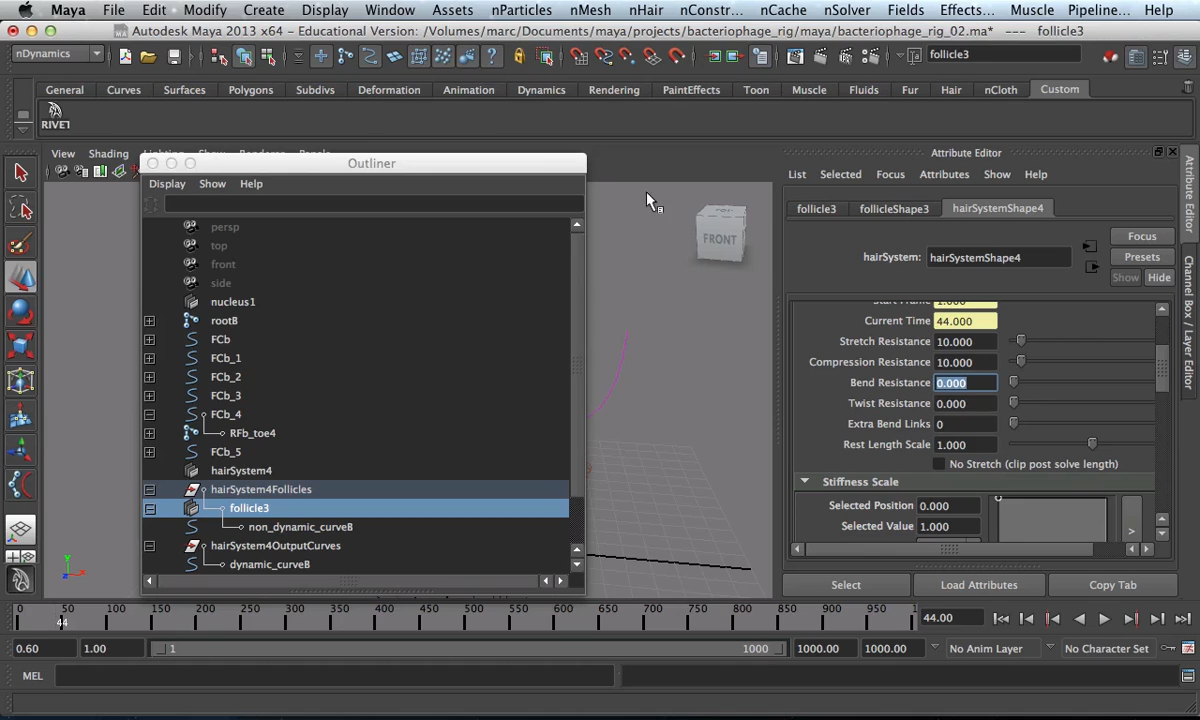 Maya File Edit Modify Create Display Window Assets nParticles nMesh nHair nConstr... nCache nSolver Fields Effects... Muscle Pipeline... Help
Autodesk Maya 2013 x64 - Educational Version: /Volumes/marc/Documents/maya/projects/bacteriophage_rig/maya/bacteriophage_rig_02.ma* --- follicle3
nDynamics
follicle3
General Curves Surfaces Polygons Subdivs Deformation Animation Dynamics Rendering PaintEffects Toon Muscle Fluids Fur Hair nCloth Custom
RIVET
View Shading Lighting Show Renderer Panels
Outliner
Display Show Help
persp
top
front
side
nucleus1
rootB
FCb
FCb_1
FCb_2
FCb_3
FCb_4
RFb_toe4
FCb_5
hairSystem4
hairSystem4Follicles
follicle3
non_dynamic_curveB
hairSystem4OutputCurves
dynamic_curveB
FRONT
Attribute Editor
List Selected Focus Attributes Show Help
follicle3 follicleShape3 hairSystemShape4
Focus
hairSystem: hairSystemShape4
Presets
Show Hide
Start Frame 1.000
Current Time 44.000
Stretch Resistance 10.000
Compression Resistance 10.000
Bend Resistance 0.000
Twist Resistance 0.000
Extra Bend Links 0
Rest Length Scale 1.000
No Stretch (clip post solve length)
Stiffness Scale
Selected Position 0.000
Selected Value 1.000
>
Select Load Attributes Copy Tab
Attribute Editor
Channel Box / Layer Editor
y
x
z
0 50 100 150 200 250 300 350 400 450 500 550 600 650 700 750 800 850 900 950 1
44
44.00
0.60 1.00 1 1000 1000.00 1000.00 No Anim Layer No Character Set
MEL